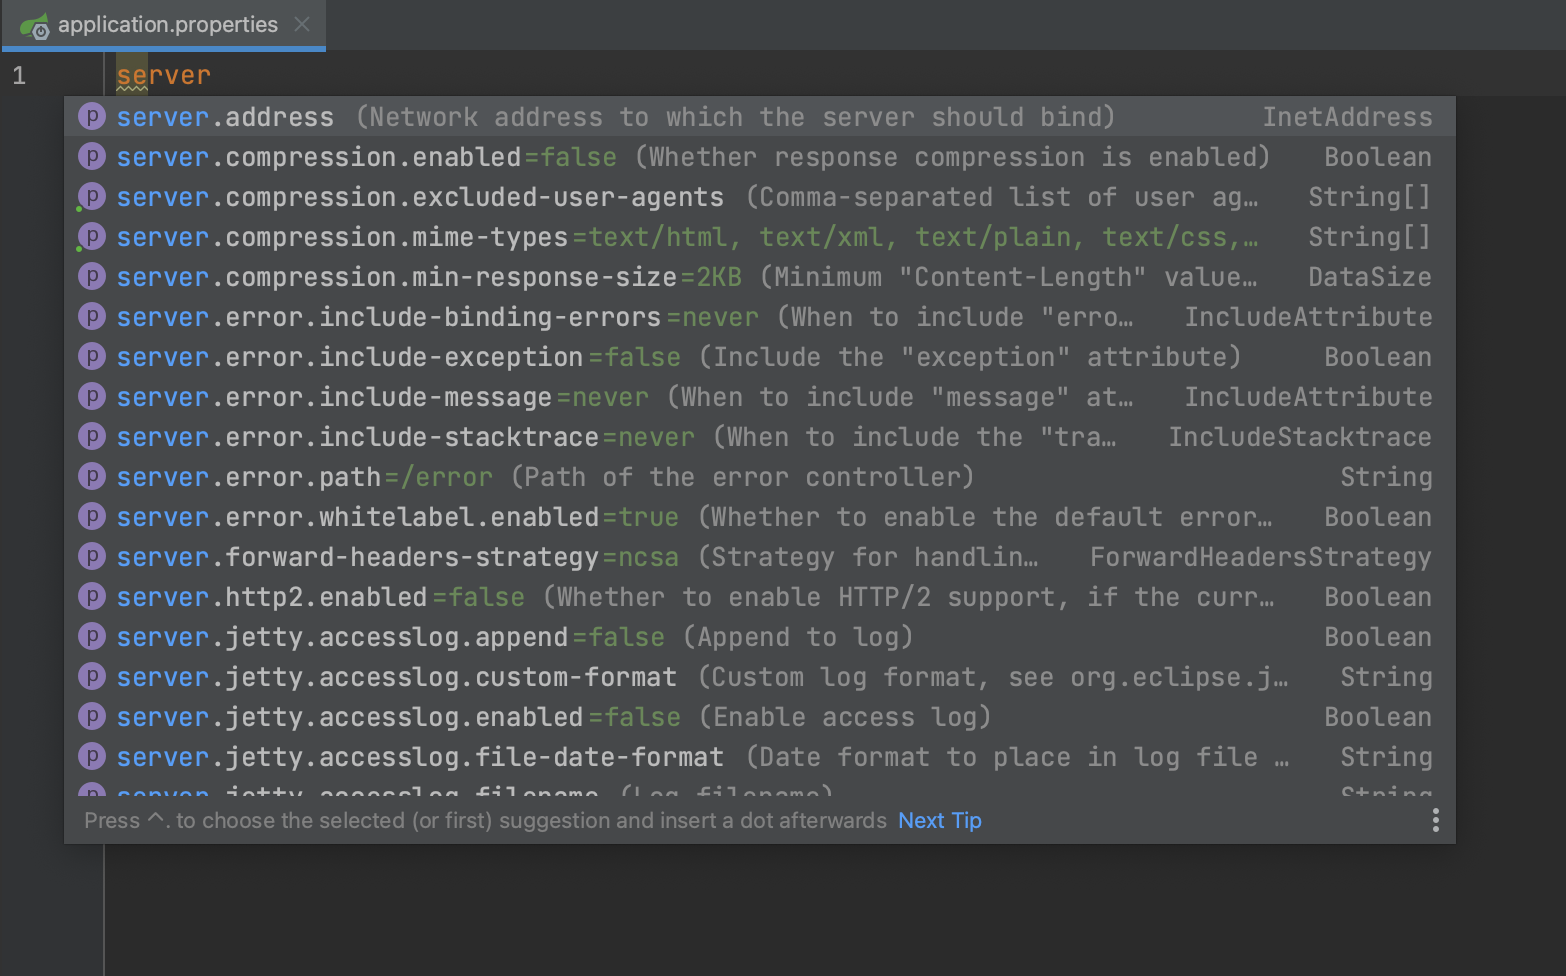 application.properties
1 server
p server.address (Network address to which the server should bind) InetAddress
p server.compression.enabled=false (Whether response compression is enabled) Boolean
p server.compression.excluded-user-agents (Comma-separated list of user ag… String[]
p server.compression.mime-types=text/html, text/xml, text/plain, text/css,… String[]
p server.compression.min-response-size=2KB (Minimum "Content-Length" value… DataSize
p server.error.include-binding-errors=never (When to include "erro… IncludeAttribute
p server.error.include-exception=false (Include the "exception" attribute) Boolean
p server.error.include-message=never (When to include "message" at… IncludeAttribute
p server.error.include-stacktrace=never (When to include the "tra… IncludeStacktrace
p server.error.path=/error (Path of the error controller) String
p server.error.whitelabel.enabled=true (Whether to enable the default error… Boolean
p server.forward-headers-strategy=ncsa (Strategy for handlin… ForwardHeadersStrategy
p server.http2.enabled=false (Whether to enable HTTP/2 support, if the curr… Boolean
p server.jetty.accesslog.append=false (Append to log) Boolean
p server.jetty.accesslog.custom-format (Custom log format, see org.eclipse.j… String
p server.jetty.accesslog.enabled=false (Enable access log) Boolean
p server.jetty.accesslog.file-date-format (Date format to place in log file … String
p server.jetty.accesslog.filename (Log filename) String
Press ^. to choose the selected (or first) suggestion and insert a dot afterwards Next Tip